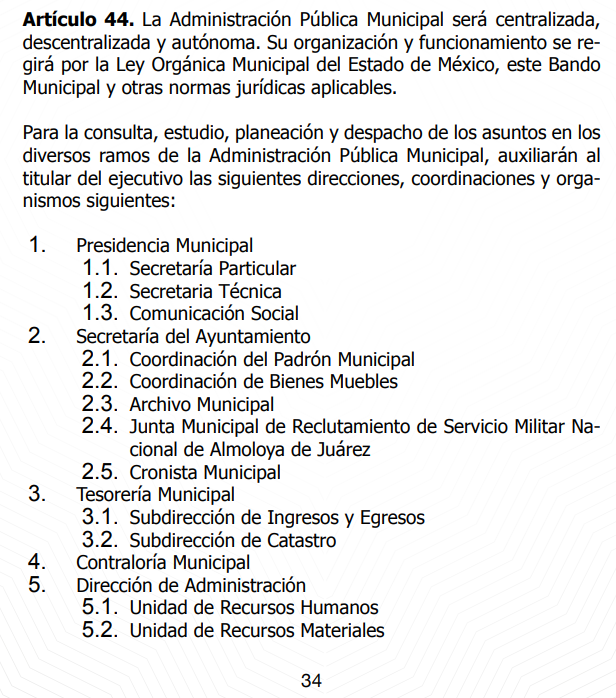 Artículo 44. La Administración Pública Municipal será centralizada,
descentralizada y autónoma. Su organización y funcionamiento se re-
girá por la Ley Orgánica Municipal del Estado de México, este Bando
Municipal y otras normas jurídicas aplicables.
Para la consulta, estudio, planeación y despacho de los asuntos en los
diversos ramos de la Administración Pública Municipal, auxiliarán al
titular del ejecutivo las siguientes direcciones, coordinaciones y orga-
nismos siguientes:
1. Presidencia Municipal
1.1. Secretaría Particular
1.2. Secretaria Técnica
1.3. Comunicación Social
2. Secretaría del Ayuntamiento
2.1. Coordinación del Padrón Municipal
2.2. Coordinación de Bienes Muebles
2.3. Archivo Municipal
2.4. Junta Municipal de Reclutamiento de Servicio Militar Na-
cional de Almoloya de Juárez
2.5. Cronista Municipal
3. Tesorería Municipal
3.1. Subdirección de Ingresos y Egresos
3.2. Subdirección de Catastro
4. Contraloría Municipal
5. Dirección de Administración
5.1. Unidad de Recursos Humanos
5.2. Unidad de Recursos Materiales
34